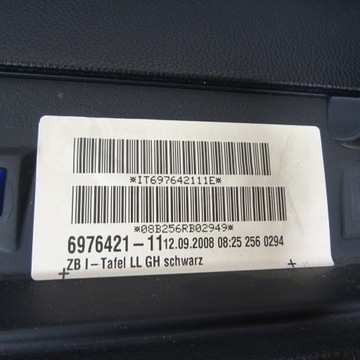 *IT697642111E*
*08B256RB02949*
6976421-11 12.09.2008 08:25 256 0294
ZB I-Tafel LL GH schwarz